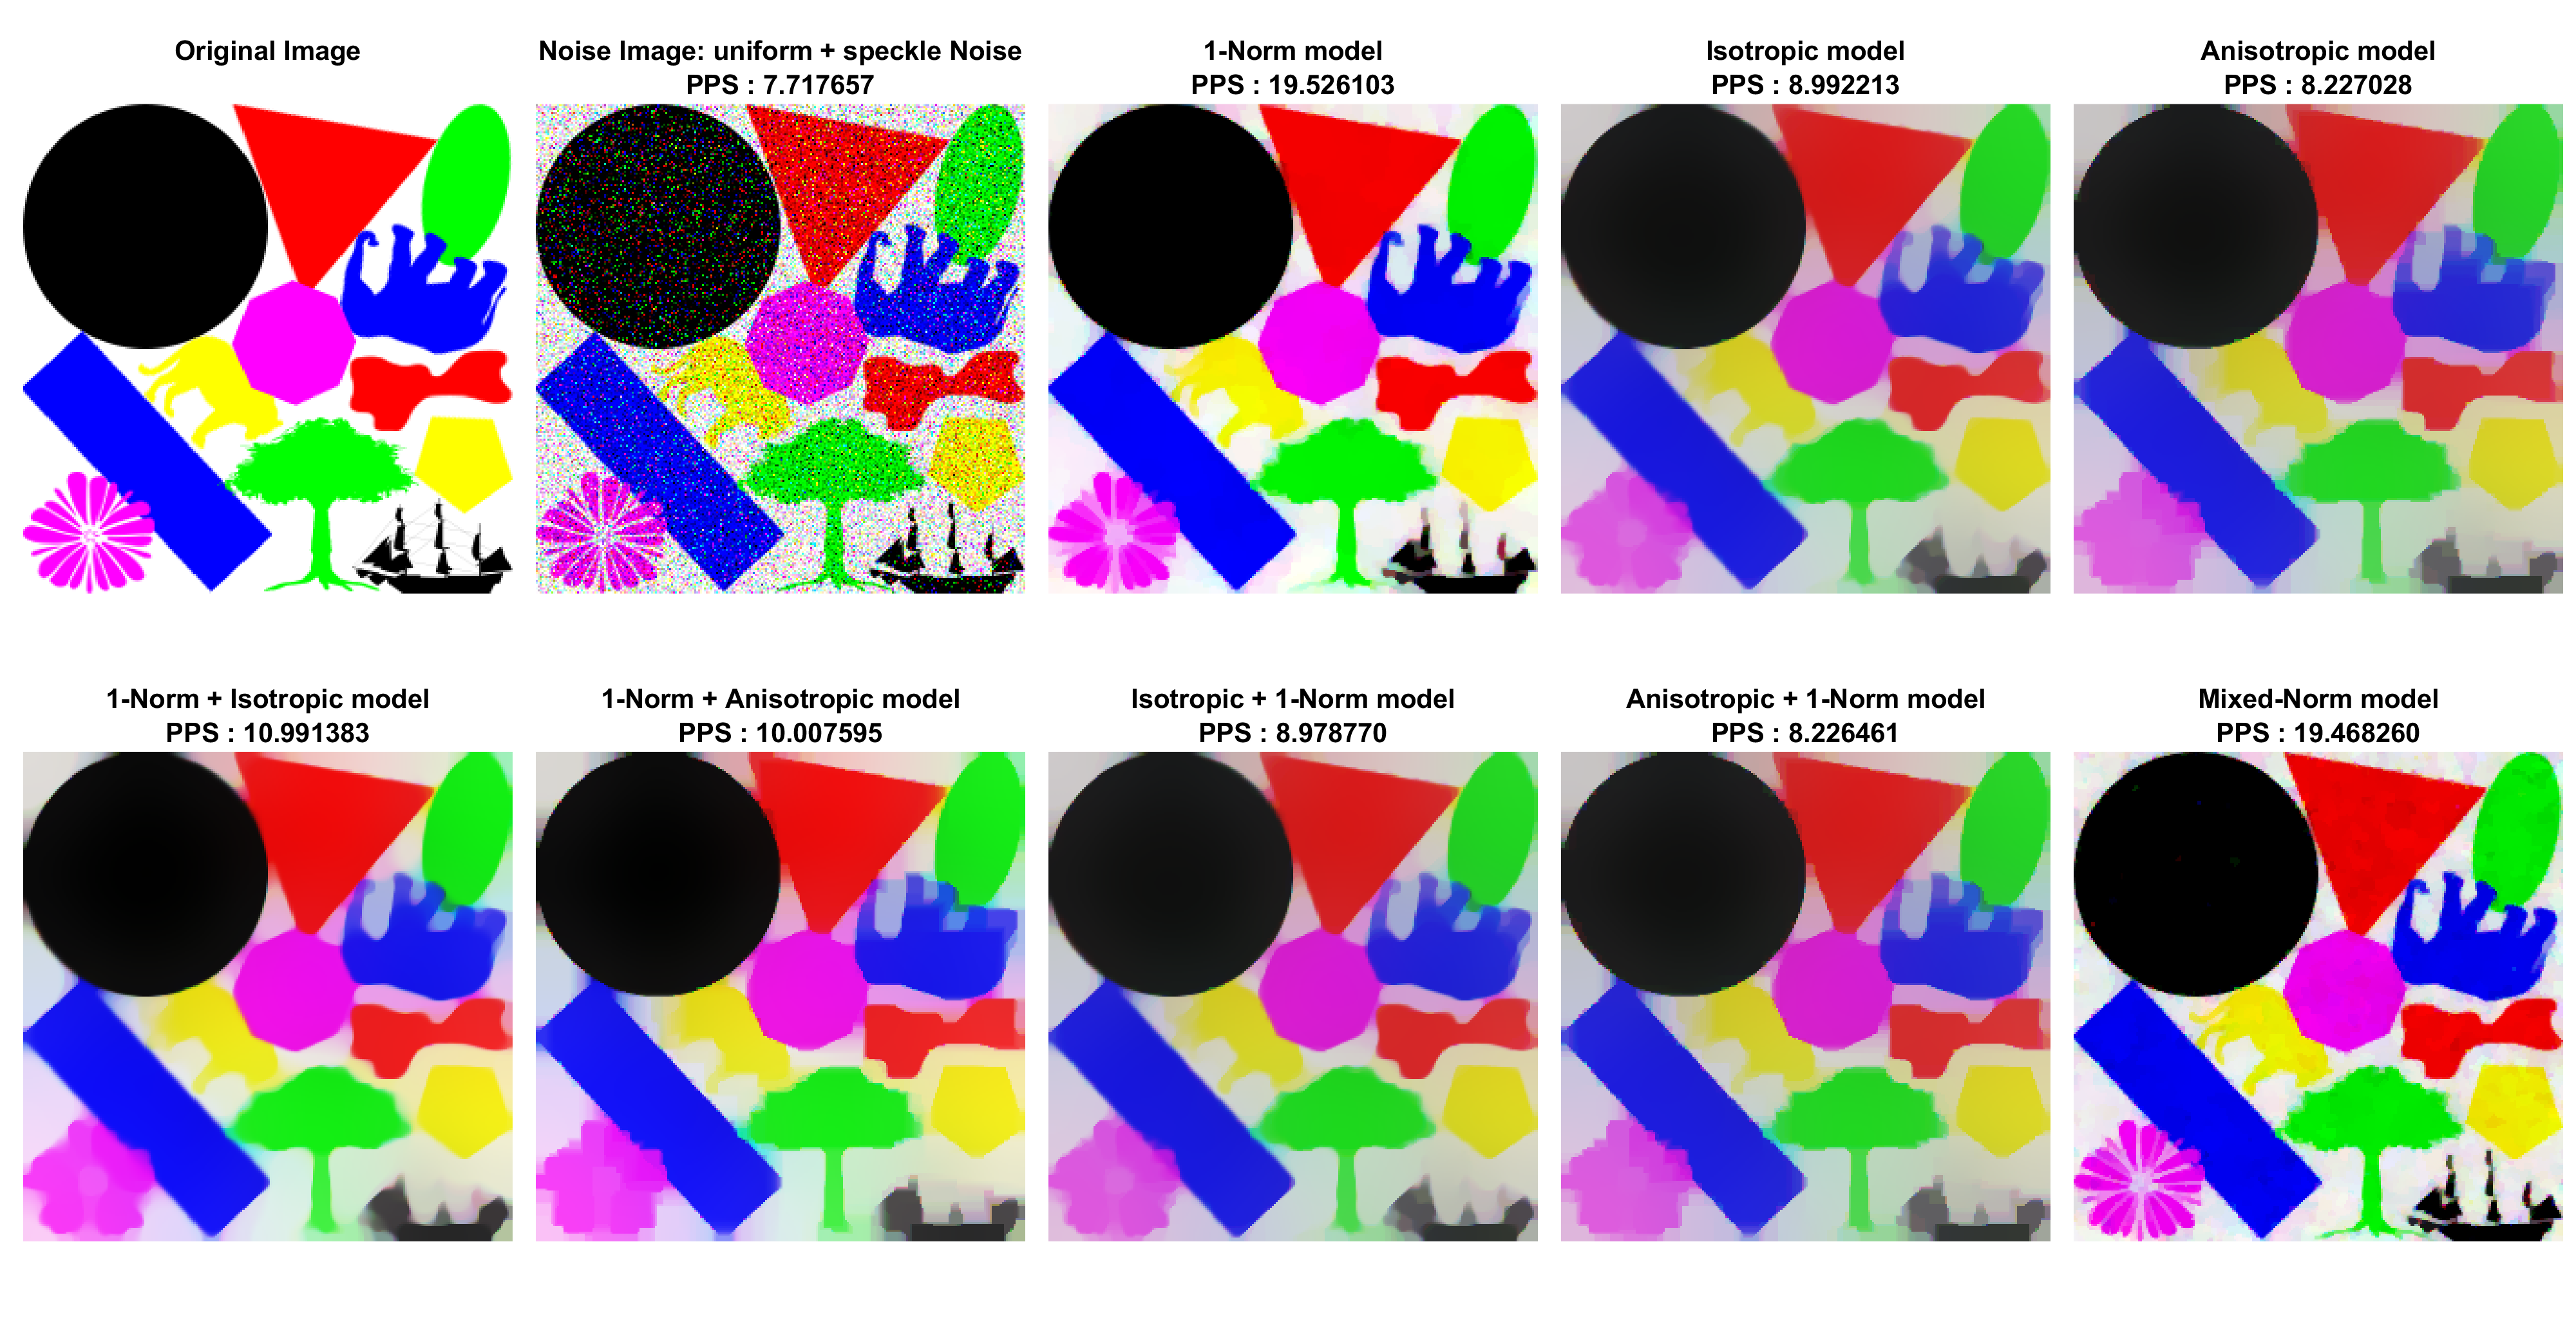 Original Image
Noise Image: uniform + speckle Noise
PPS : 7.717657
1-Norm model
PPS : 19.526103
Isotropic model
PPS : 8.992213
Anisotropic model
PPS : 8.227028
1-Norm + Isotropic model
PPS : 10.991383
1-Norm + Anisotropic model
PPS : 10.007595
Isotropic + 1-Norm model
PPS : 8.978770
Anisotropic + 1-Norm model
PPS : 8.226461
Mixed-Norm model
PPS : 19.468260